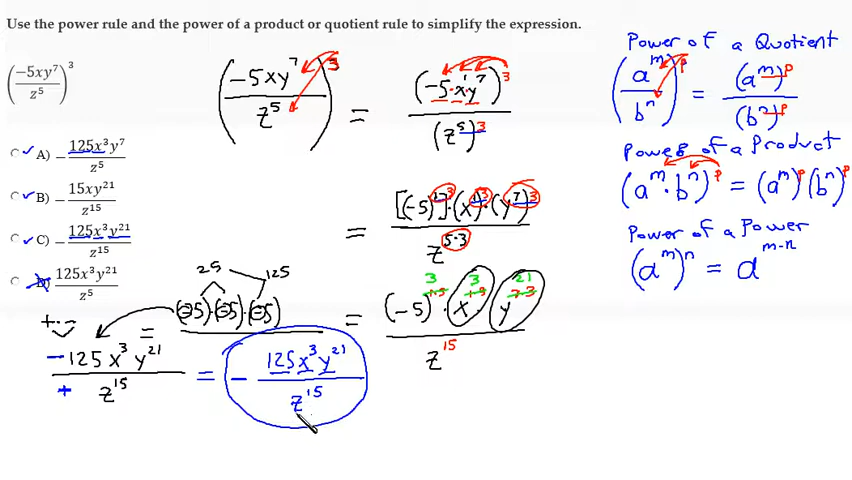 Use the power rule and the power of a product or quotient rule to simplify the expression.
(-5xy^7 / z^5)^3
A) - 125x^3y^7 / z^5
B) - 15xy^21 / z^15
C) - 125x^3y^21 / z^15
D) 125x^3y^21 / z^5
(-5xy^7 / z^5)^3 = (-5·x^1·y^7)^3 / (z^5)^3
= [(-5)^1]^3·(x^1)^3·(y^7)^3 / z^5·3
= (-5)^3·x^3·y^21 / z^15
25
125
(-5)·(-5)·(-5)
+·-
=
-125x^3y^21 / + z^15 = - 125x^3y^21 / z^15
Power of a Quotient
(a^m / b^n)^p = (a^m)^p / (b^n)^p
Power of a Product
(a^m · b^n)^p = (a^m)^p (b^n)^p
Power of a Power
(a^m)^n = a^m·n